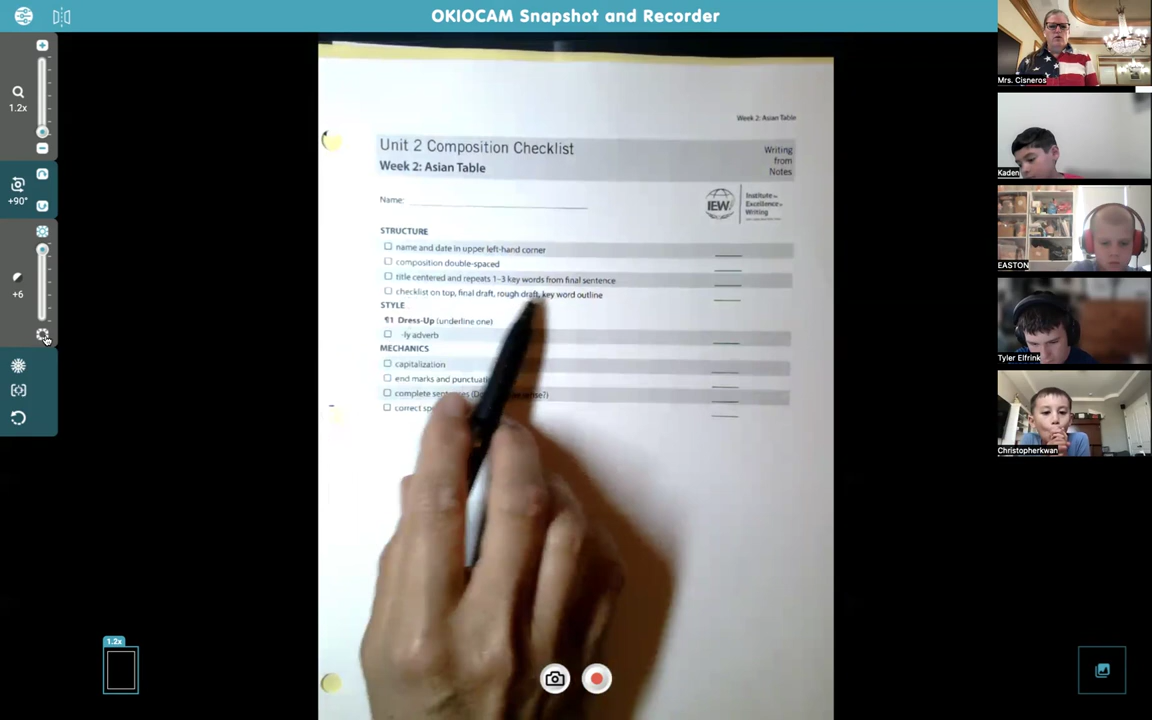 OKIOCAM Snapshot and Recorder
1.2x
+90°
+6
Week 2: Asian Table
Unit 2 Composition Checklist
Week 2: Asian Table
Writing
from
Notes
Name:
IEW
Institute for
Excellence in
Writing
STRUCTURE
name and date in upper left-hand corner
composition double-spaced
title centered and repeats 1–3 key words from final sentence
checklist on top, final draft, rough draft, key word outline
STYLE
¶1 Dress-Up (underline one)
-ly adverb
MECHANICS
capitalization
end marks and punctuati
complete sense?)
correct
1.2x
Mrs. Cisneros
Kaden
EASTON
Tyler Elfrink
Christopherkwan